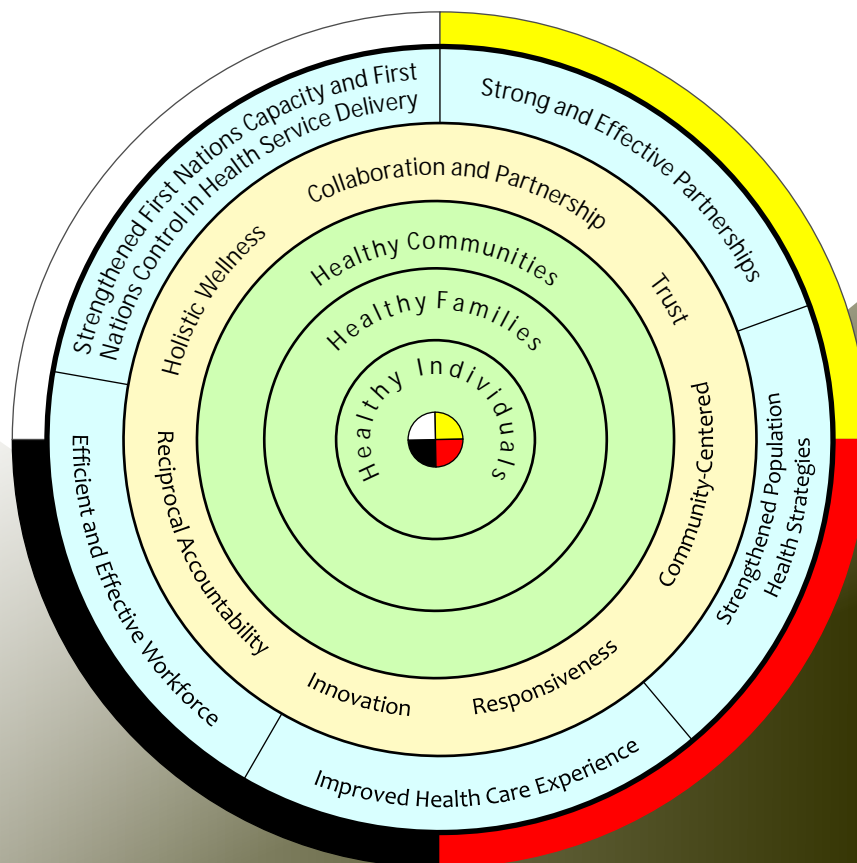 Strengthened First Nations Capacity and First
Nations Control in Health Service Delivery
Strong and Effective Partnerships
Strengthened Population
Health Strategies
Improved Health Care Experience
Efficient and Effective Workforce
Collaboration and Partnership
Trust
Community-Centered
Responsiveness
Innovation
Reciprocal Accountability
Holistic Wellness
Healthy Communities
Healthy Families
Healthy Individuals